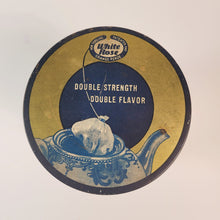 White
Rose
DOUBLE STRENGTH
DOUBLE FLAVOR